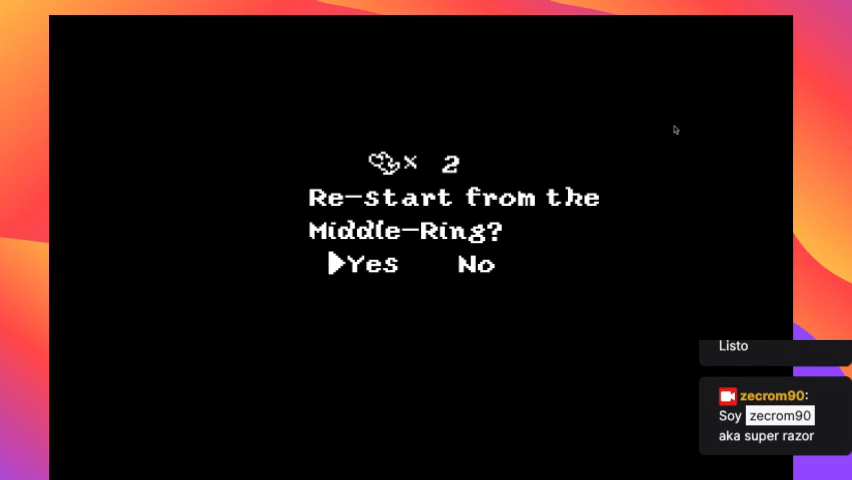 × 2
Re-start from the
Middle-Ring?
Yes No
Listo
zecrom90:
Soy zecrom90
aka super razor